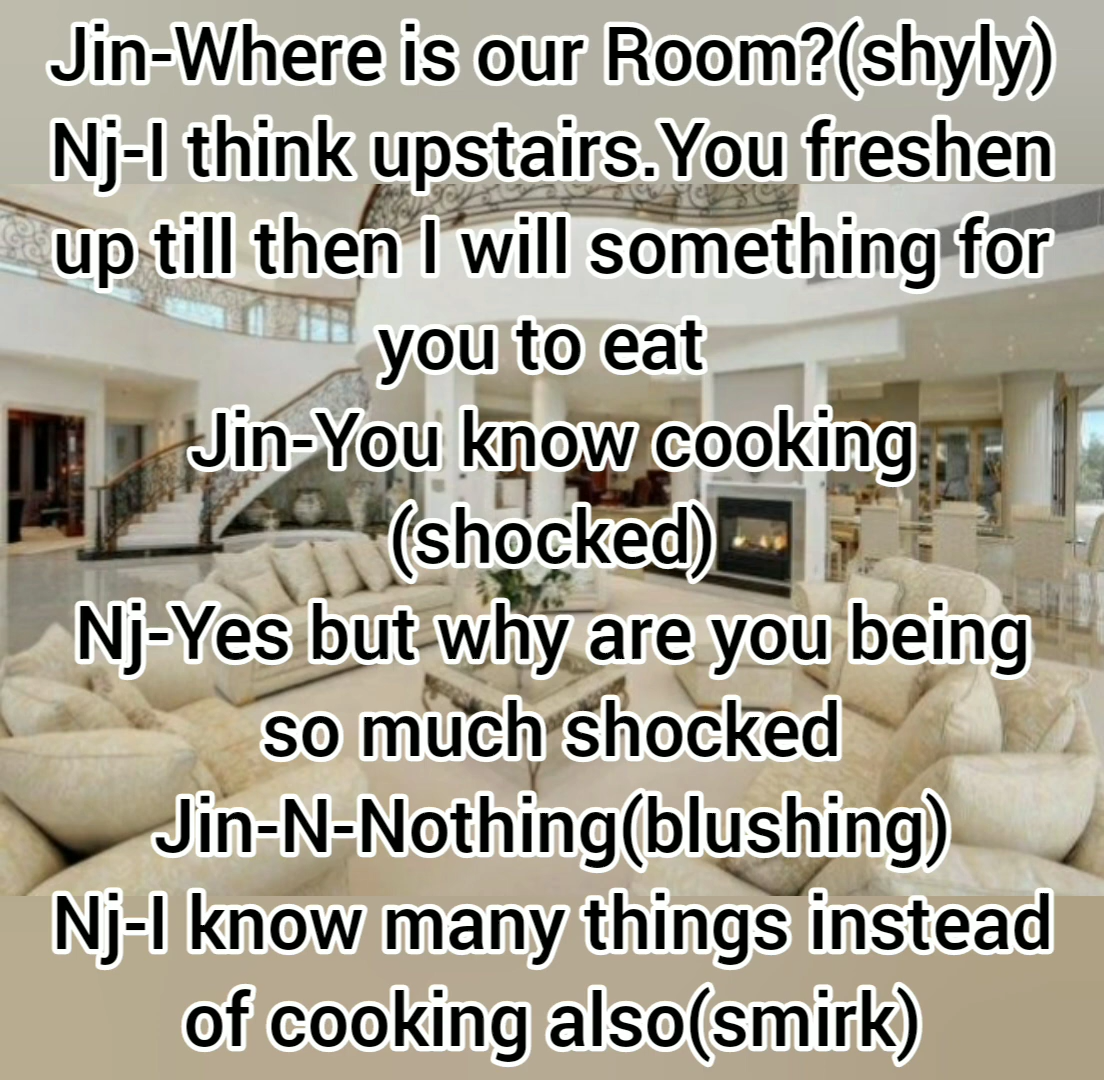 Jin-Where is our Room?(shyly)
Nj-I think upstairs.You freshen
up till then I will something for
you to eat
Jin-You know cooking
(shocked)
Nj-Yes but why are you being
so much shocked
Jin-N-Nothing(blushing)
Nj-I know many things instead
of cooking also(smirk)